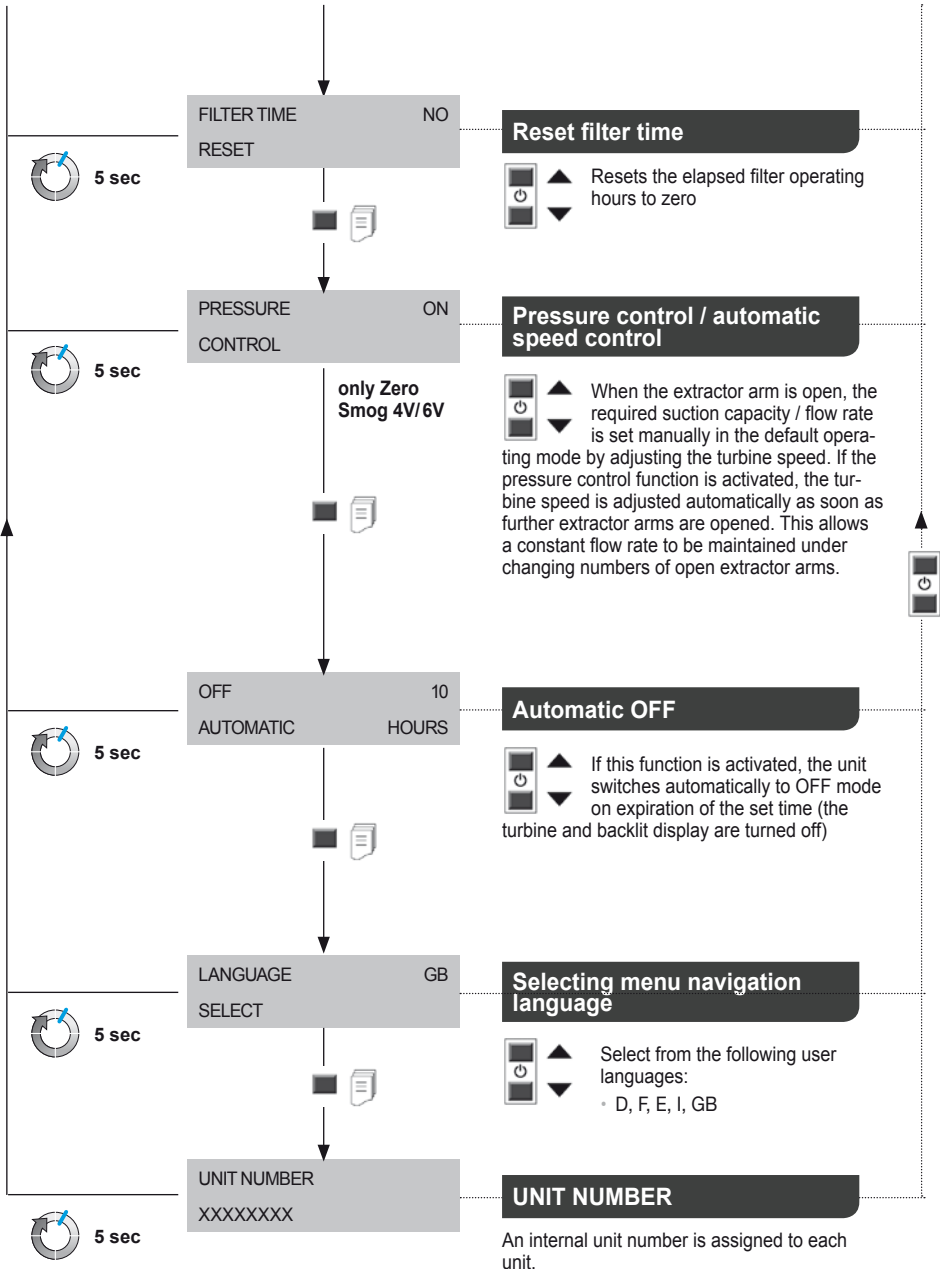 FILTER TIME NO
RESET
5 sec
Reset filter time
Resets the elapsed filter operating
hours to zero
PRESSURE ON
CONTROL
5 sec
only Zero
Smog 4V/ 6V
Pressure control / automatic
speed control
When the extractor arm is open, the
required suction capacity / flow rate
is set manually in the default opera-
ting mode by adjusting the turbine speed. If the
pressure control function is activated, the tur-
bine speed is adjusted automatically as soon as
further extractor arms are opened. This allows
a constant flow rate to be maintained under
changing numbers of open extractor arms.
OFF 10
AUTOMATIC HOURS
5 sec
Automatic OFF
If this function is activated, the unit
switches automatically to OFF mode
on expiration of the set time (the
turbine and backlit display are turned off)
LANGUAGE GB
SELECT
5 sec
Selecting menu navigation
language
Select from the following user
languages:
• D, F, E, I, GB
UNIT NUMBER
XXXXXXXX
5 sec
UNIT NUMBER
An internal unit number is assigned to each
unit.